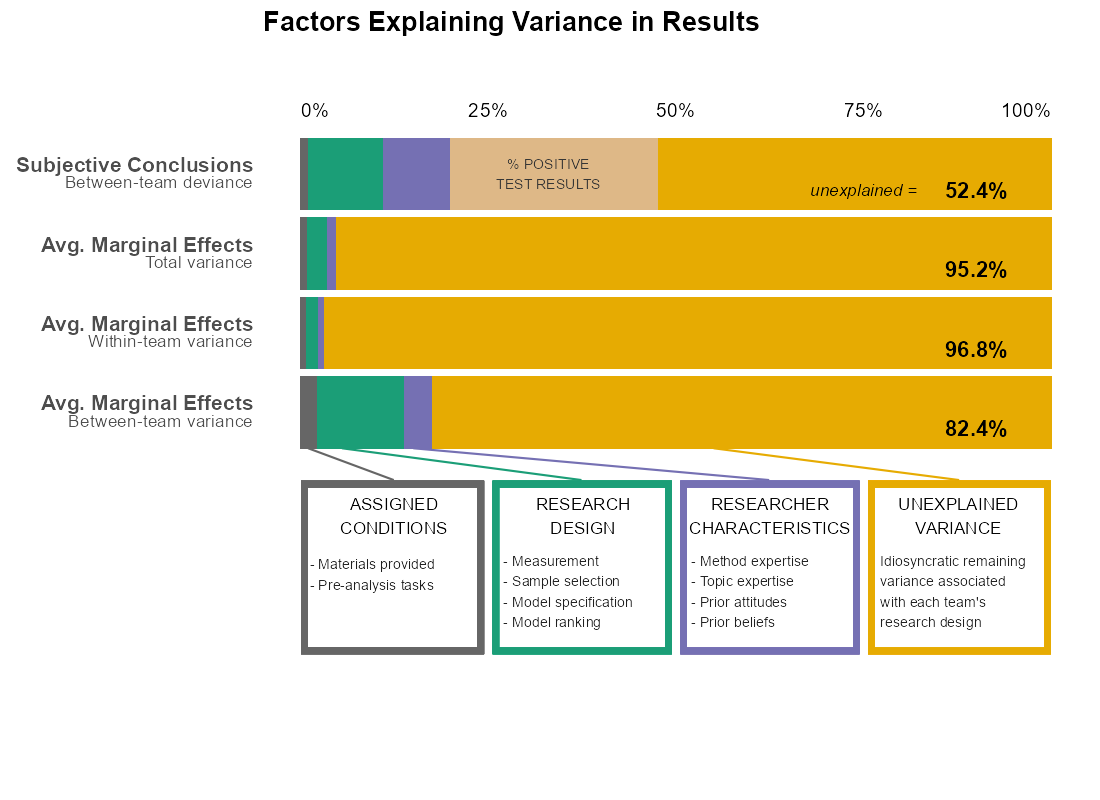 Factors Explaining Variance in Results
0% 25% 50% 75% 100%
Subjective Conclusions
Between-team deviance
% POSITIVE
TEST RESULTS
unexplained = 52.4%
Avg. Marginal Effects
Total variance
95.2%
Avg. Marginal Effects
Within-team variance
96.8%
Avg. Marginal Effects
Between-team variance
82.4%
ASSIGNED
CONDITIONS
- Materials provided
- Pre-analysis tasks
RESEARCH
DESIGN
- Measurement
- Sample selection
- Model specification
- Model ranking
RESEARCHER
CHARACTERISTICS
- Method expertise
- Topic expertise
- Prior attitudes
- Prior beliefs
UNEXPLAINED
VARIANCE
Idiosyncratic remaining
variance associated
with each team's
research design